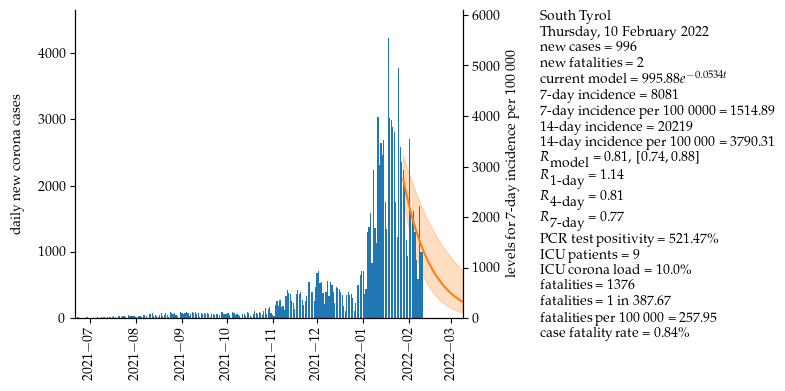 daily new corona cases
0
1000
2000
3000
4000
2021−07
2021−08
2021−09
2021−10
2021−11
2021−12
2022−01
2022−02
2022−03
0
1000
2000
3000
4000
5000
6000
levels for 7-day incidence per 100 000
South Tyrol
Thursday, 10 February 2022
new cases = 996
new fatalities = 2
current model = 995.88e^{−0.0534t}
7-day incidence = 8081
7-day incidence per 100 0000 = 1514.89
14-day incidence = 20219
14-day incidence per 100 000 = 3790.31
R_model = 0.81, [0.74, 0.88]
R_1-day = 1.14
R_4-day = 0.81
R_7-day = 0.77
PCR test positivity = 521.47%
ICU patients = 9
ICU corona load = 10.0%
fatalities = 1376
fatalities = 1 in 387.67
fatalities per 100 000 = 257.95
case fatality rate = 0.84%